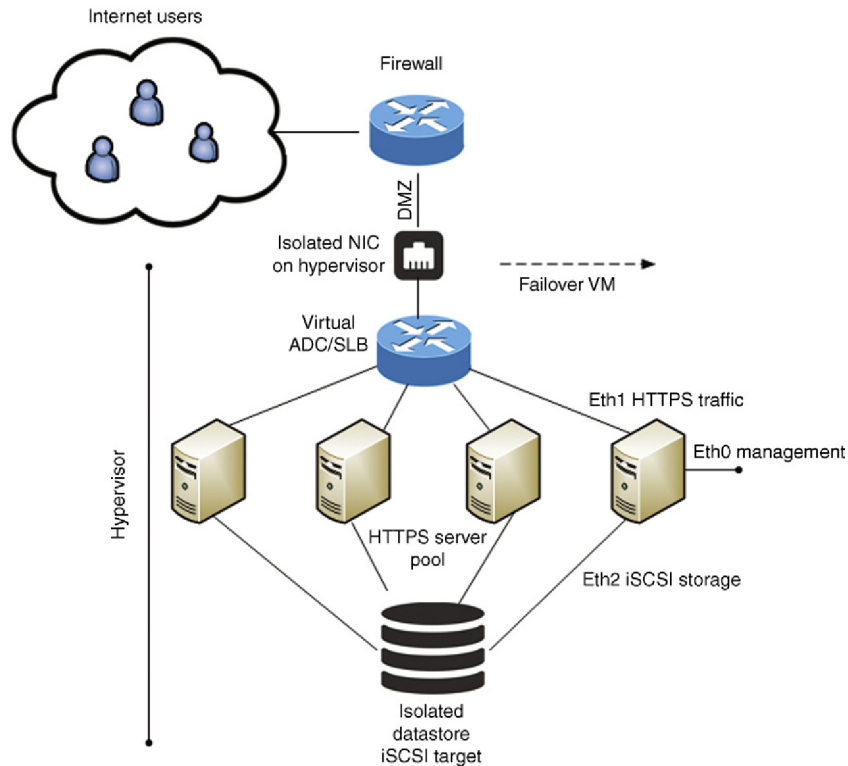 Internet users
Firewall
DMZ
Isolated NIC
on hypervisor
Failover VM
Virtual
ADC/SLB
Eth1 HTTPS traffic
Eth0 management
Hypervisor
HTTPS server
pool
Eth2 iSCSI storage
Isolated
datastore
iSCSI target